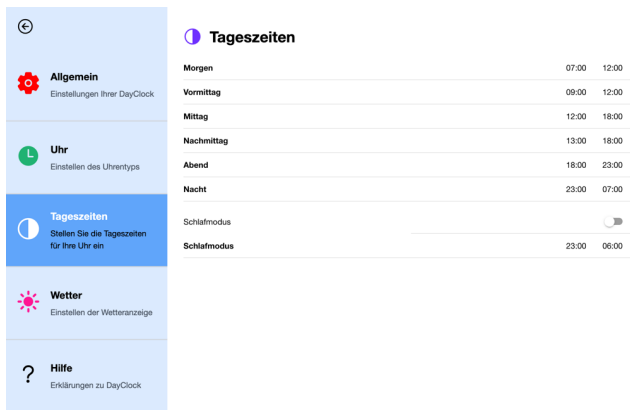 Tageszeiten
Allgemein
Einstellungen Ihrer DayClock
Uhr
Einstellen des Uhrentyps
Tageszeiten
Stellen Sie die Tageszeiten
für Ihre Uhr ein
Wetter
Einstellen der Wetteranzeige
?
Hilfe
Erklärungen zu DayClock
Morgen 07:00 12:00
Vormittag 09:00 12:00
Mittag 12:00 18:00
Nachmittag 13:00 18:00
Abend 18:00 23:00
Nacht 23:00 07:00
Schlafmodus
Schlafmodus 23:00 06:00